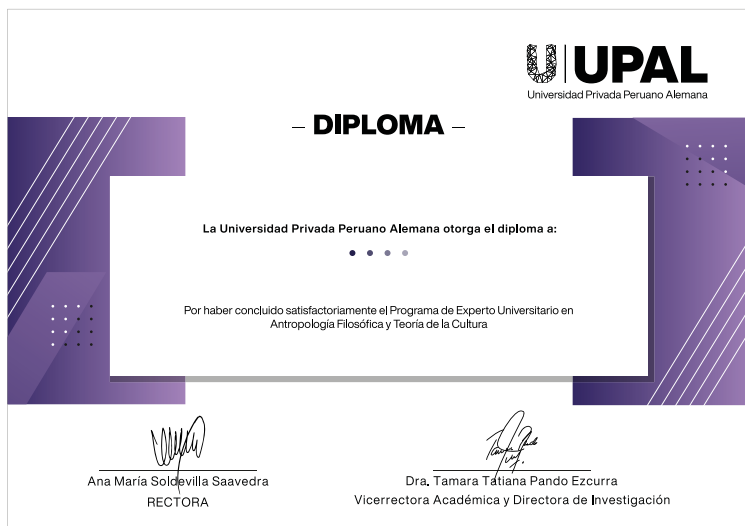 UPAL
Universidad Privada Peruano Alemana
– DIPLOMA –
La Universidad Privada Peruano Alemana otorga el diploma a:
Por haber concluido satisfactoriamente el Programa de Experto Universitario en
Antropología Filosófica y Teoría de la Cultura
Ana María Soldevilla Saavedra
RECTORA
Dra. Tamara Tatiana Pando Ezcurra
Vicerrectora Académica y Directora de Investigación